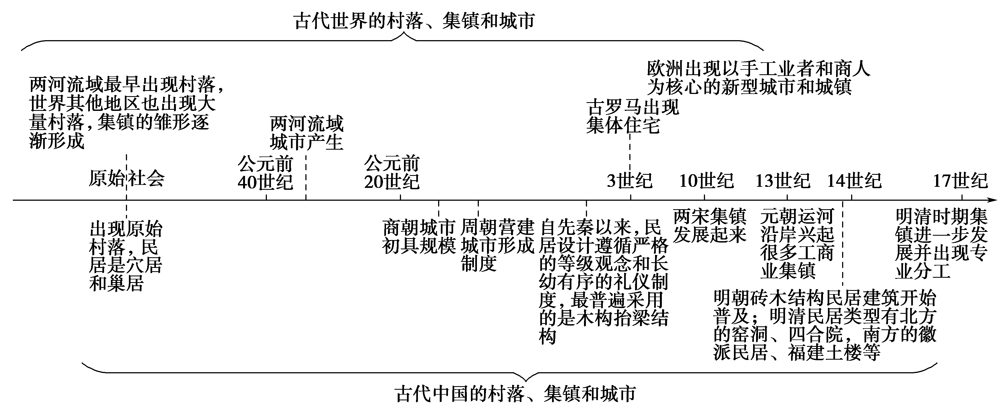 古代世界的村落、集镇和城市
欧洲出现以手工业者和商人
为核心的新型城市和城镇
两河流域最早出现村落，
世界其他地区也出现大
量村落，集镇的雏形逐
渐形成
两河流域
城市产生
古罗马出现
集体住宅
原始社会
公元前
40世纪
公元前
20世纪
3世纪
10世纪
13世纪
14世纪
17世纪
出现原始
村落，民
居是穴居
和巢居
商朝城市
初具规模
周朝营建
城市形成
制度
自先秦以来，民
居设计遵循严格
的等级观念和长
幼有序的礼仪制
度，最普遍采用
的是木构抬梁结
构
两宋集镇
发展起来
元朝运河
沿岸兴起
很多工商
业集镇
明清时期集
镇进一步发
展并出现专
业分工
明朝砖木结构民居建筑开始
普及；明清民居类型有北方
的窑洞、四合院，南方的徽
派民居、福建土楼等
古代中国的村落、集镇和城市